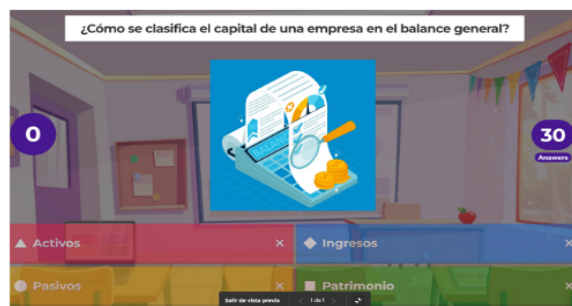 ¿Cómo se clasifica el capital de una empresa en el balance general?
BALANC
0
30
Answers
Activos
Ingresos
Pasivos
Patrimonio
Salir de vista previa
1 de 1